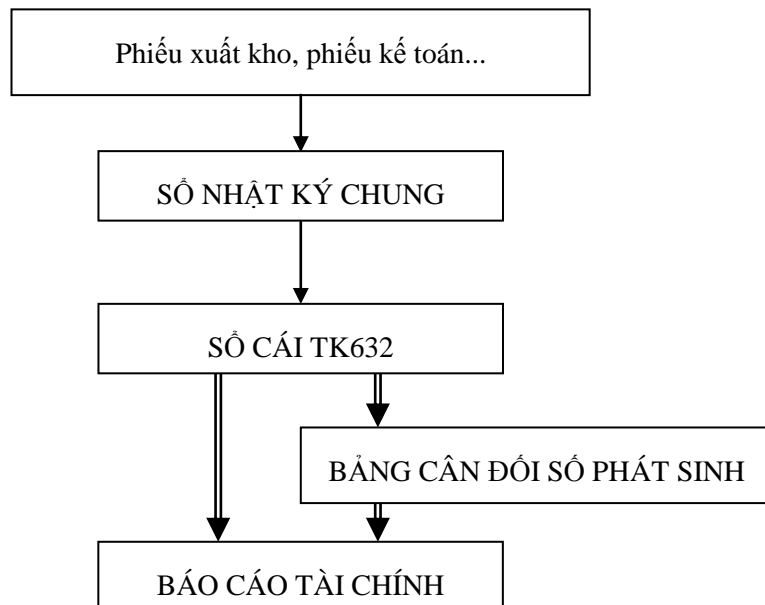 Phiếu xuất kho, phiếu kế toán...
SỔ NHẬT KÝ CHUNG
SỔ CÁI TK632
BẢNG CÂN ĐỐI SỐ PHÁT SINH
BÁO CÁO TÀI CHÍNH